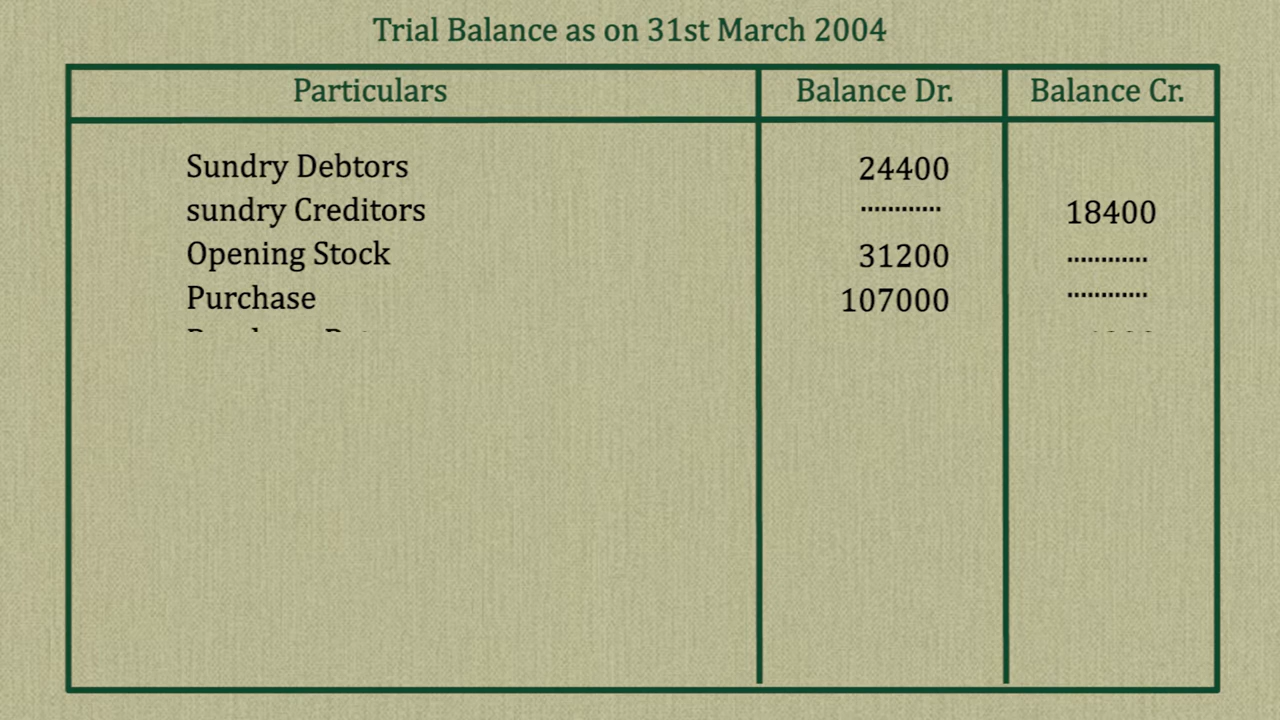 Trial Balance as on 31st March 2004
Particulars Balance Dr. Balance Cr.
Sundry Debtors 24400
sundry Creditors ............ 18400
Opening Stock 31200 ............
Purchase 107000 ............